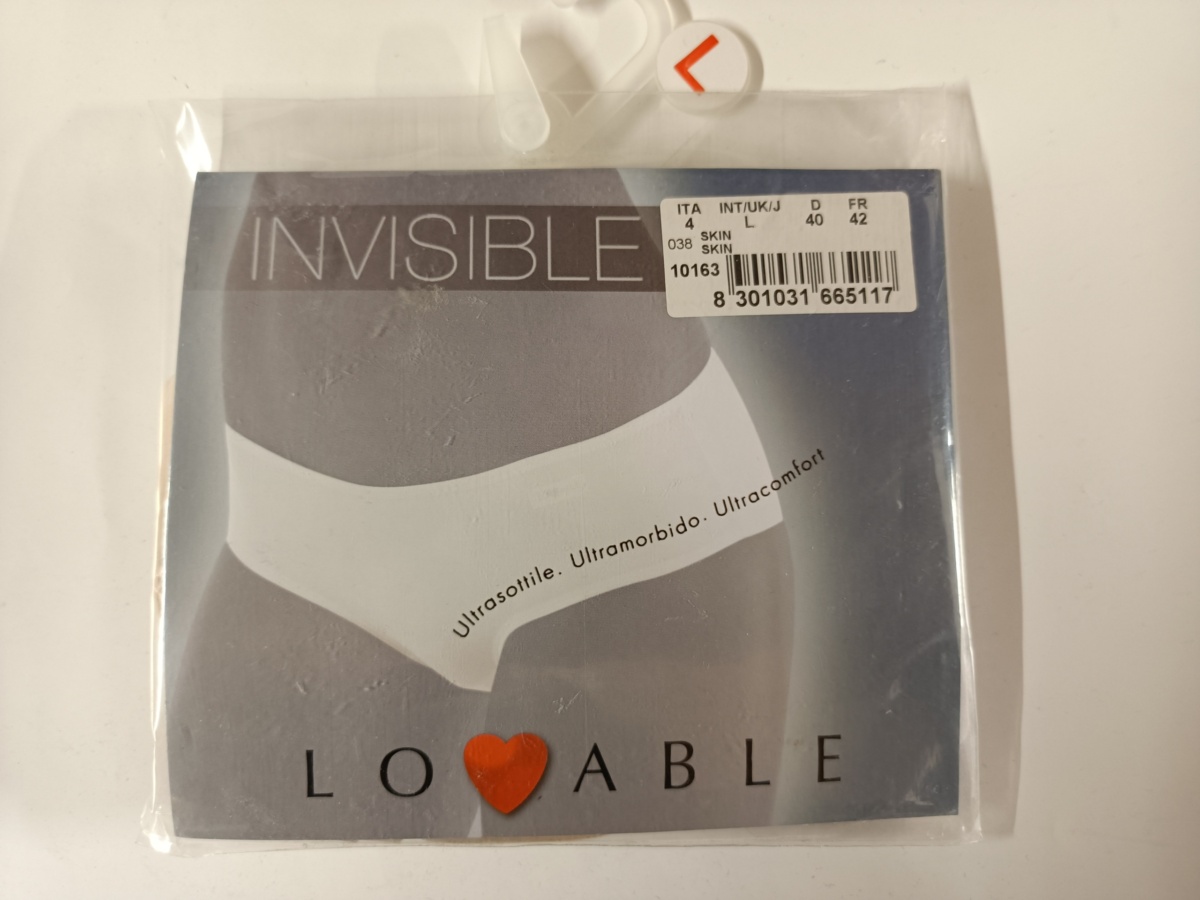 L
INVISIBLE
ITA INT/UK/J D FR
4 L 40 42
038 SKIN
SKIN
10163
8 301031 665117
Ultrasottile. Ultramorbido. Ultracomfort
LO ABLE